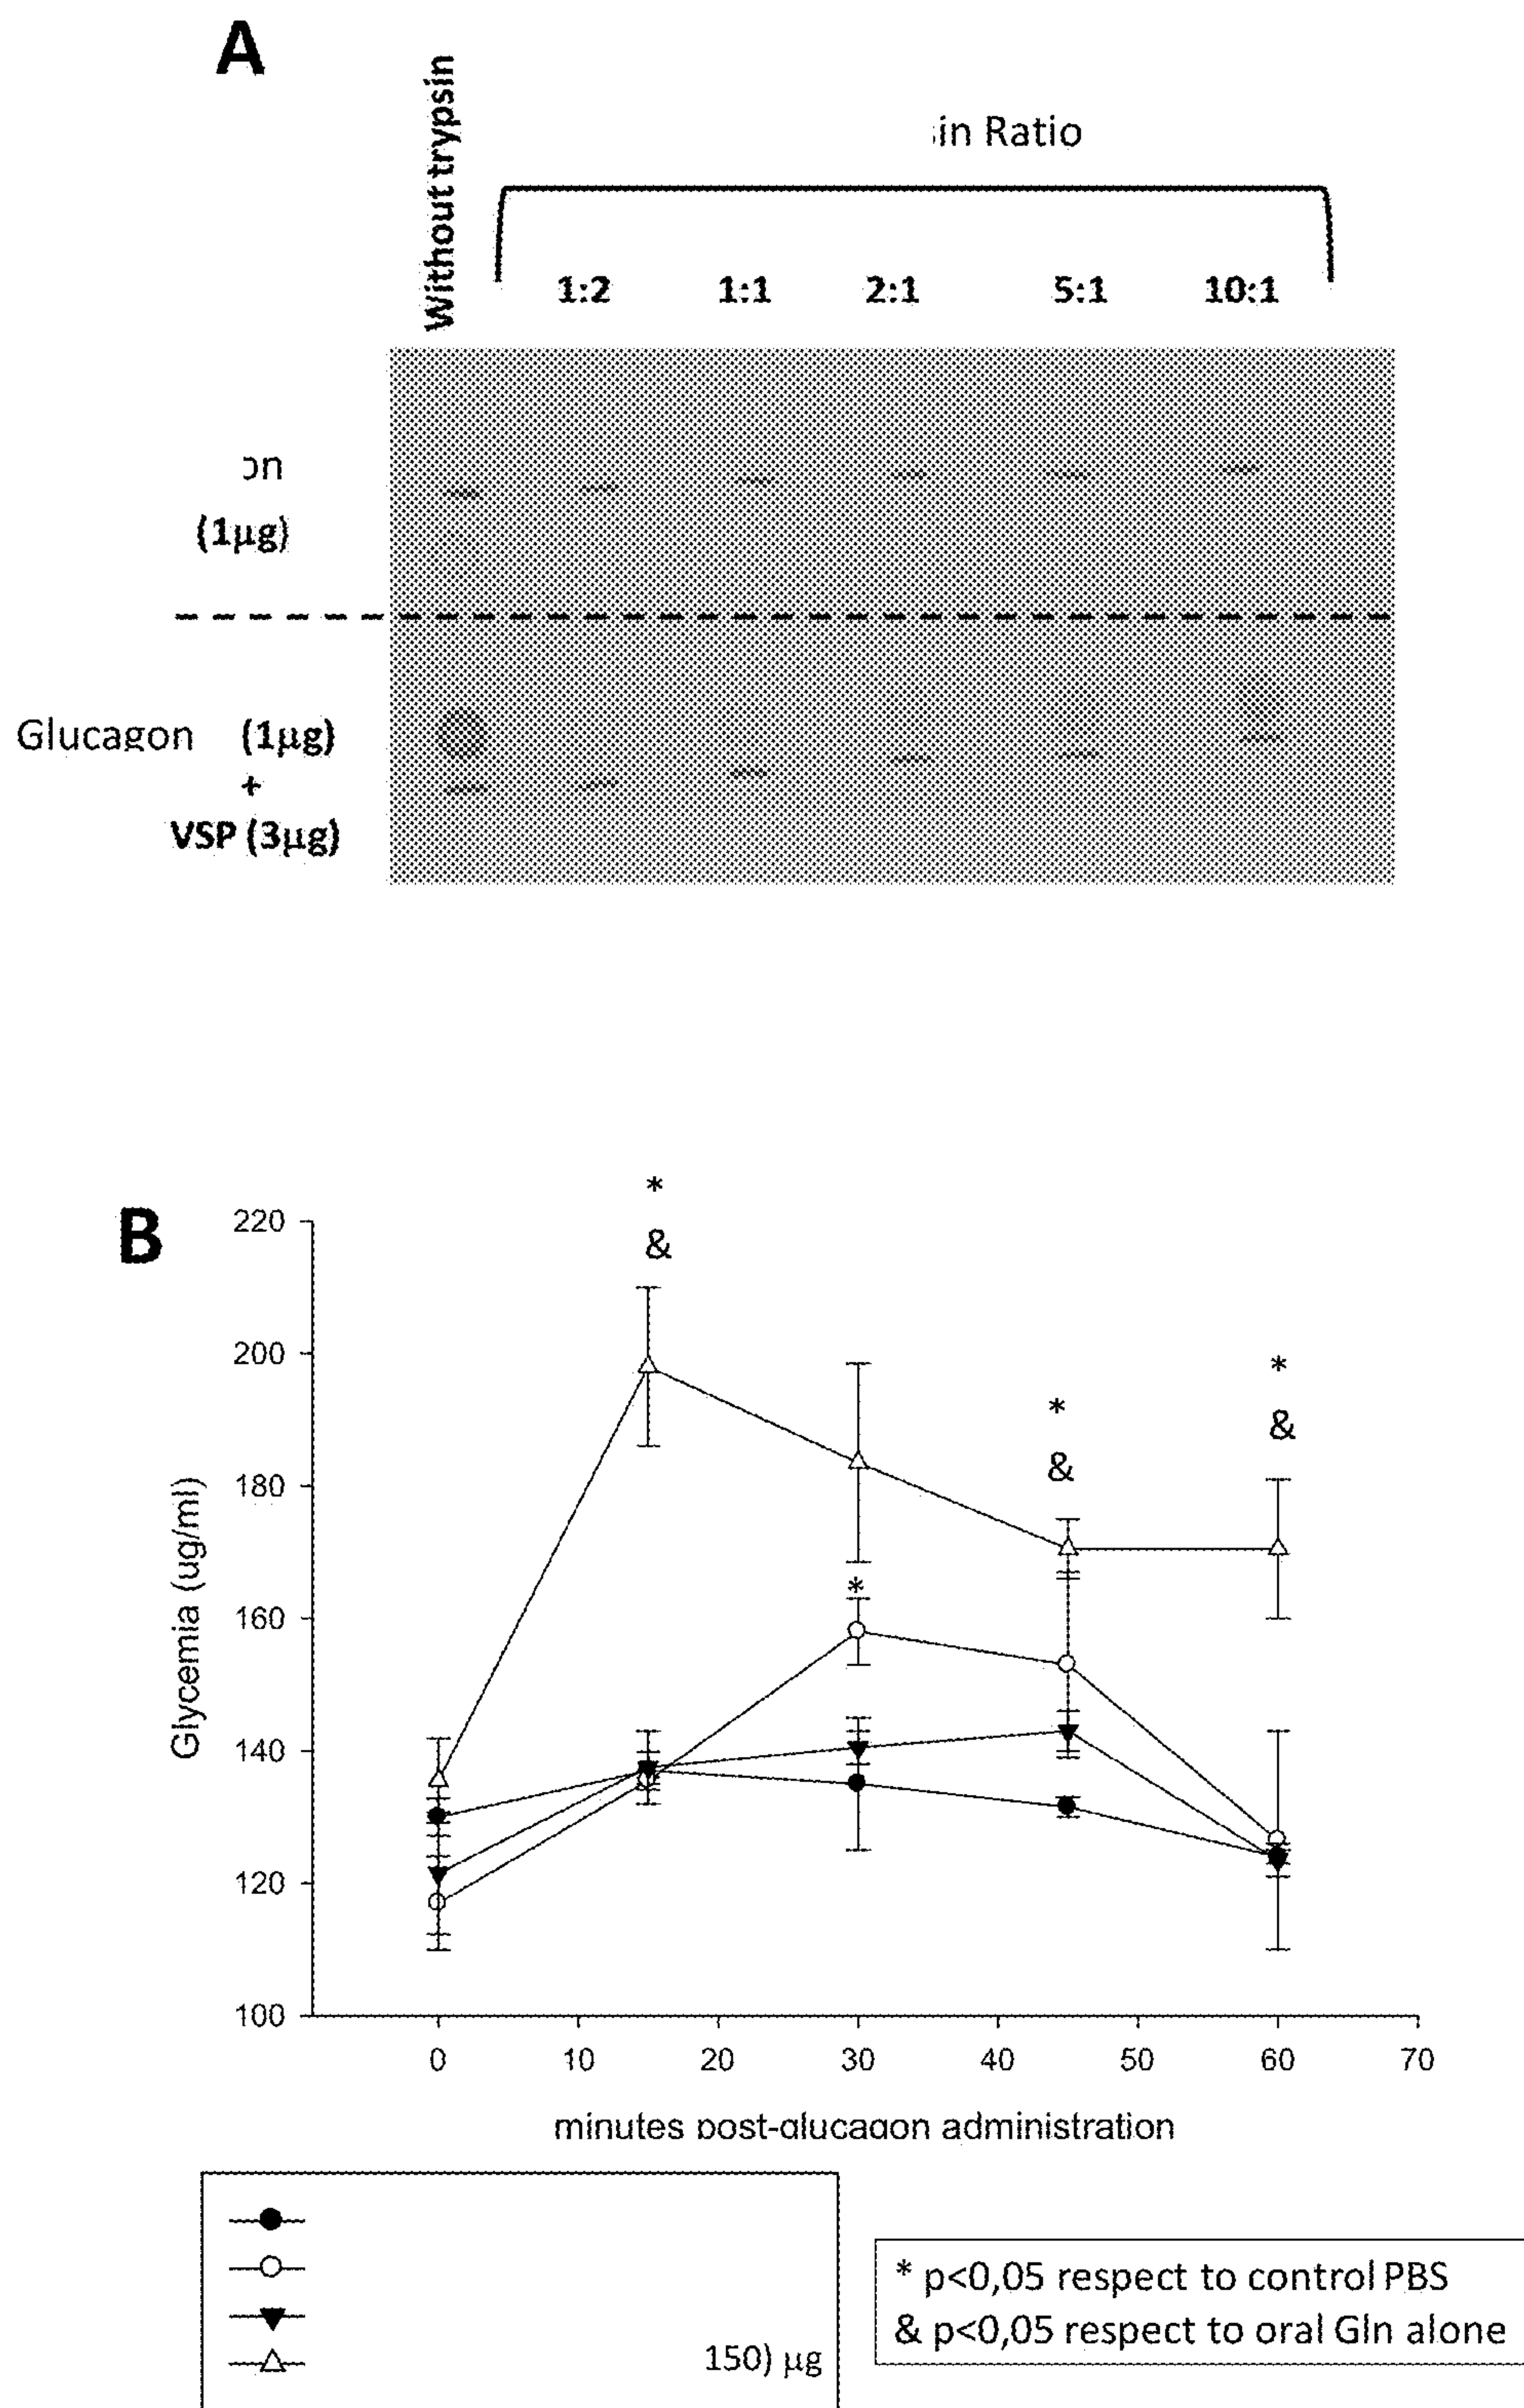 A
Without trypsin
in Ratio
1:2 1:1 2:1 5:1 10:1
on
(1µg)
Glucagon (1µg)
+
VSP (3µg)
B
*
&
*
*
&
*
&
220
200
180
160
140
120
100
Glycemia (ug/ml)
0 10 20 30 40 50 60 70
minutes post-glucagon administration
150) µg
* p<0,05 respect to control PBS
& p<0,05 respect to oral Gln alone